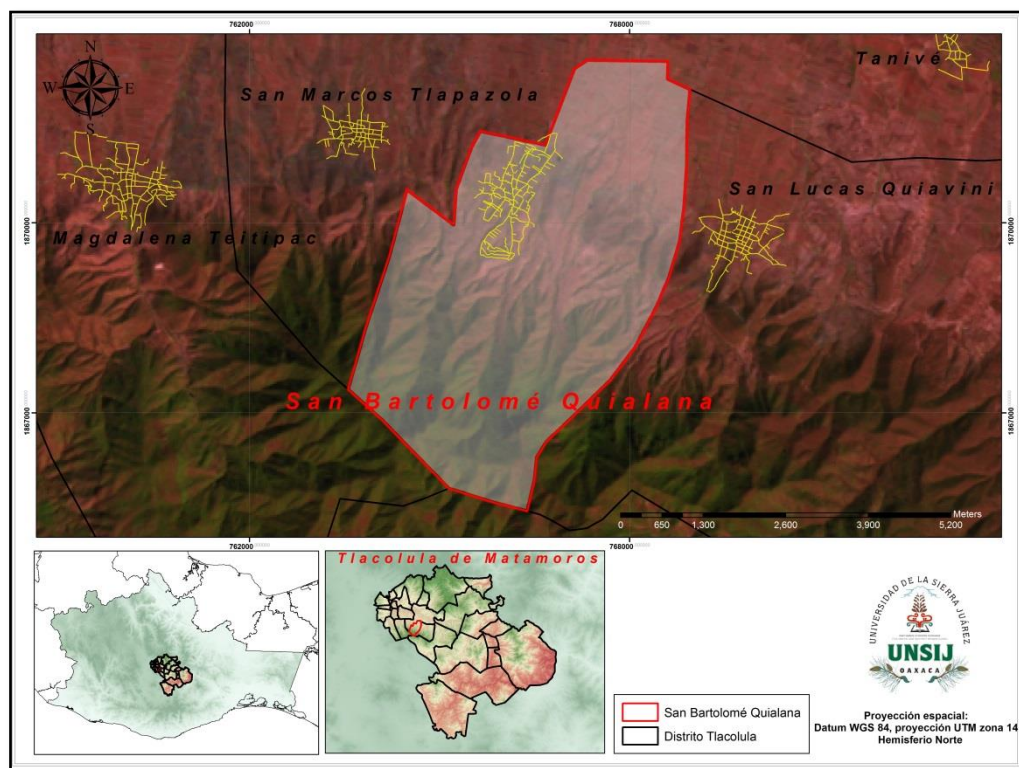 762000
768000
N
W
E
S
Tanivé
San Marcos Tlapazola
San Lucas Quiavini
1870000
1870000
Magdalena Teitipac
San Bartolomé Quialana
1867000
1867000
Meters
0 650 1,300 2,600 3,900 5,200
762000
768000
Tlacolula de Matamoros
UNIVERSIDAD DE LA SIERRA JUÁREZ
UNSIJ
OAXACA
San Bartolomé Quialana
Distrito Tlacolula
Proyección espacial:
Datum WGS 84, proyección UTM zona 14
Hemisferio Norte